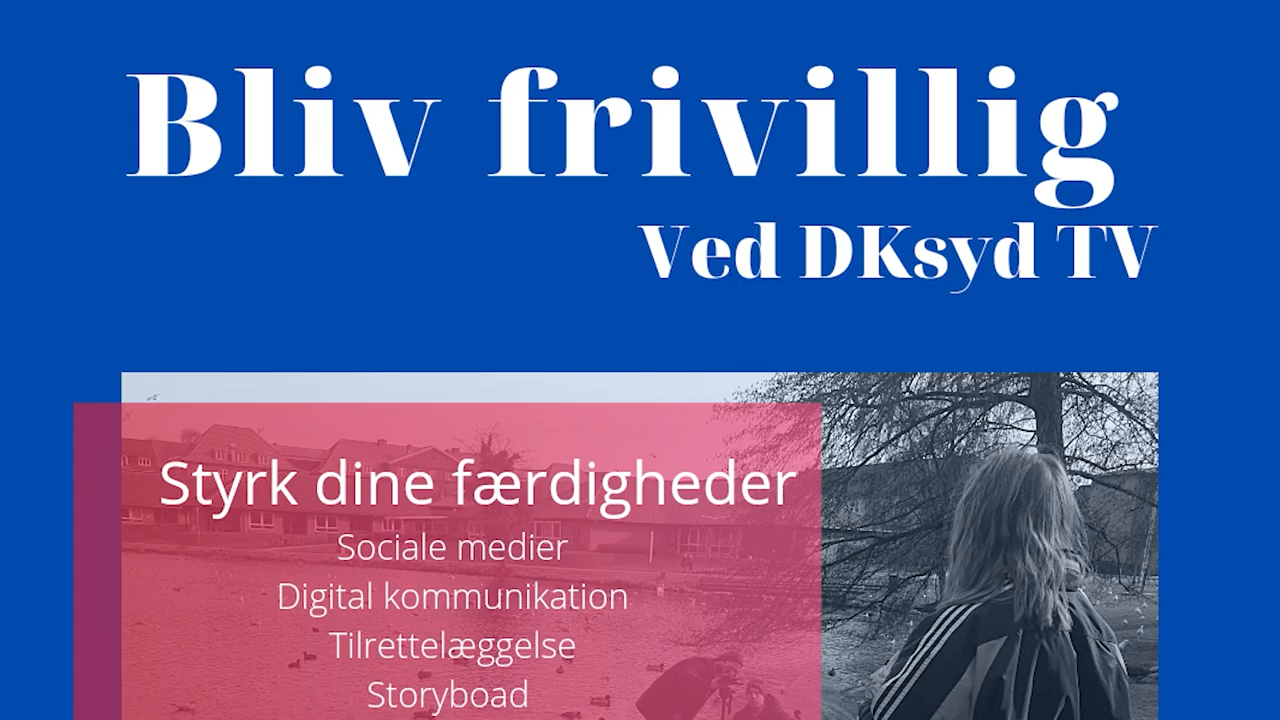 Bliv frivillig
Ved DKsyd TV
Styrk dine færdigheder
Sociale medier
Digital kommunikation
Tilrettelæggelse
Storyboad